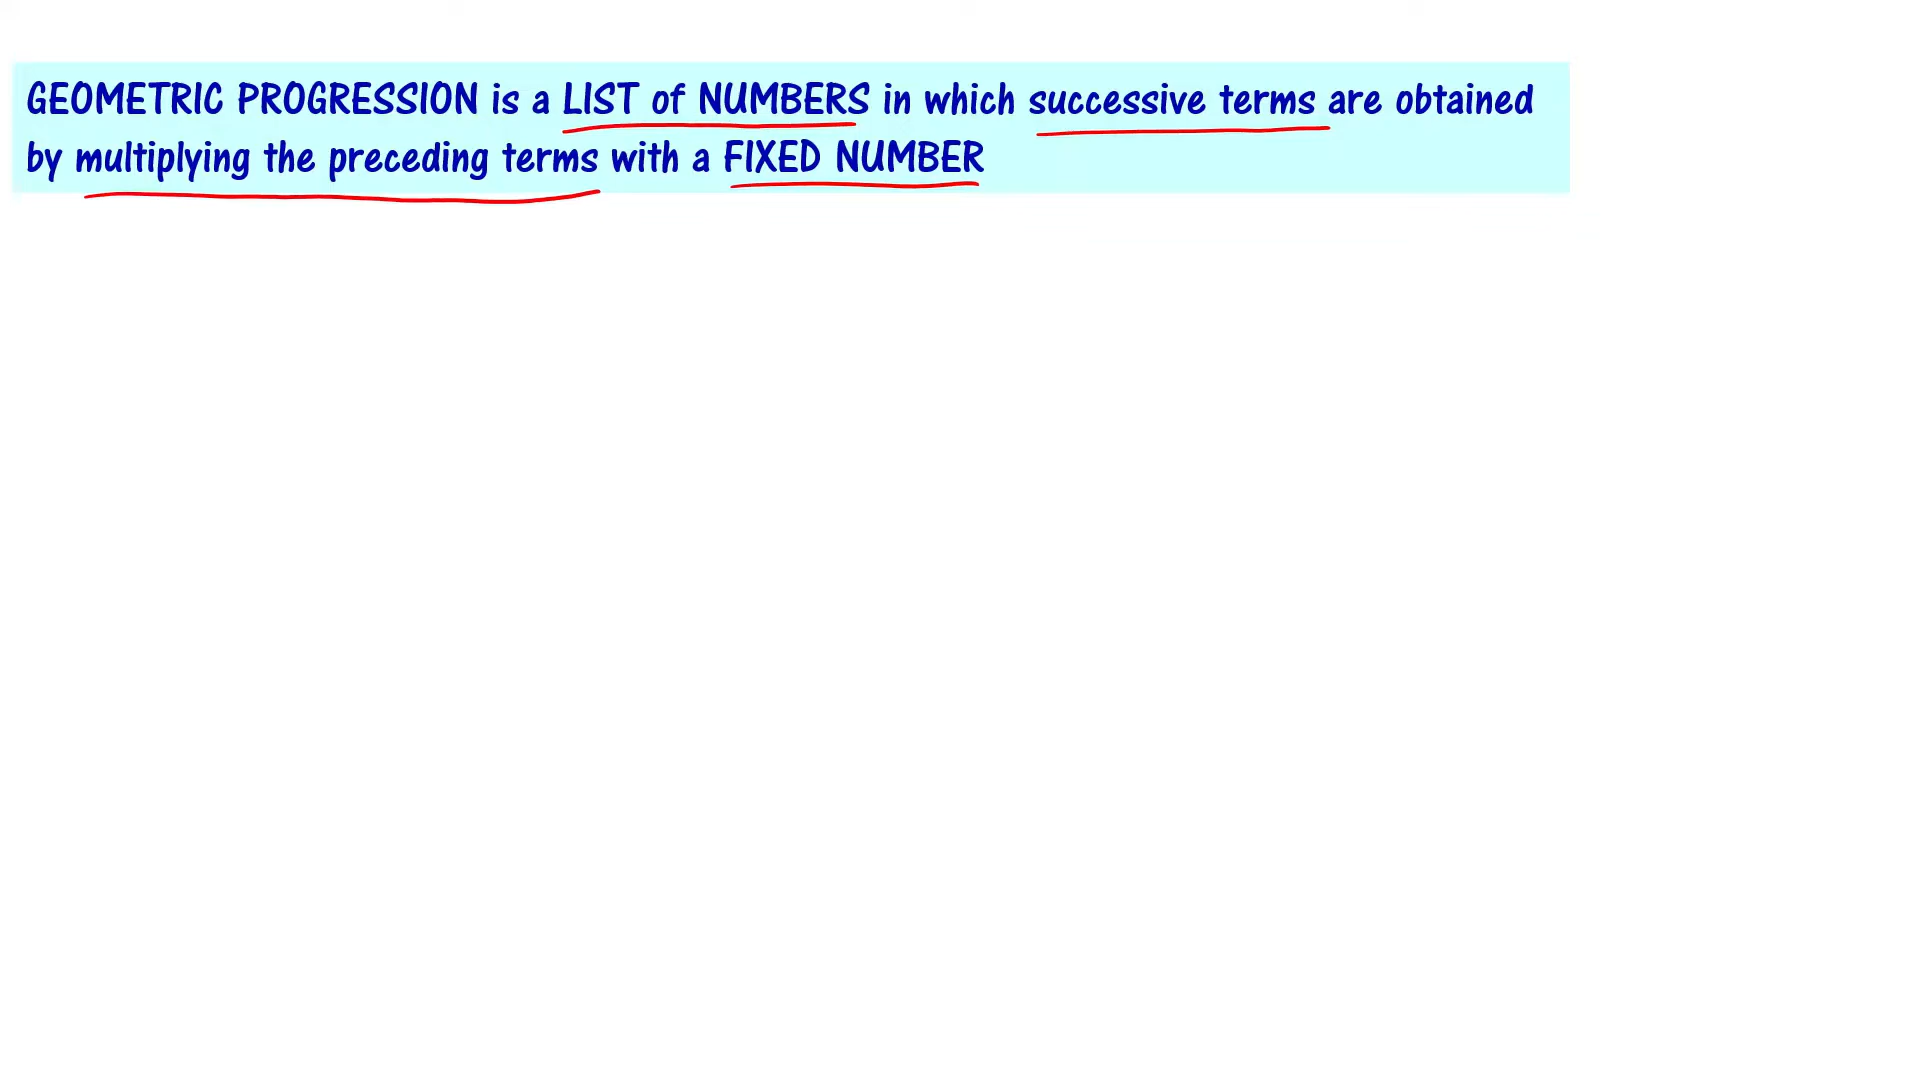 GEOMETRIC PROGRESSION is a LIST of NUMBERS in which successive terms are obtained
by multiplying the preceding terms with a FIXED NUMBER